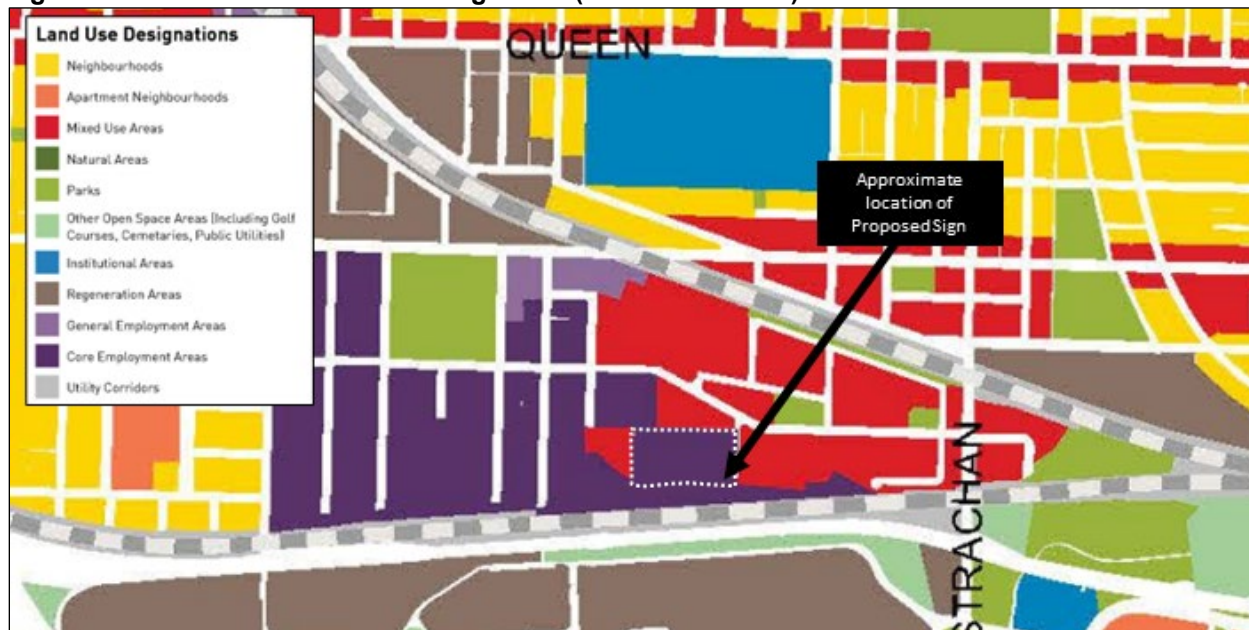 Land Use Designations
Neighbourhoods
Apartment Neighbourhoods
Mixed Use Areas
Natural Areas
Parks
Other Open Space Areas (Including Golf
Courses, Cemetaries, Public Utilities)
Institutional Areas
Regeneration Areas
General Employment Areas
Core Employment Areas
Utility Corridors
QUEEN
Approximate
location of
Proposed Sign
STRACHAN